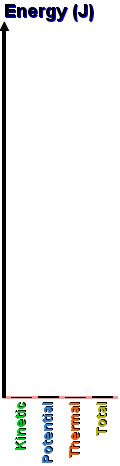 Energy (J)
Kinetic
Potential
Thermal
Total